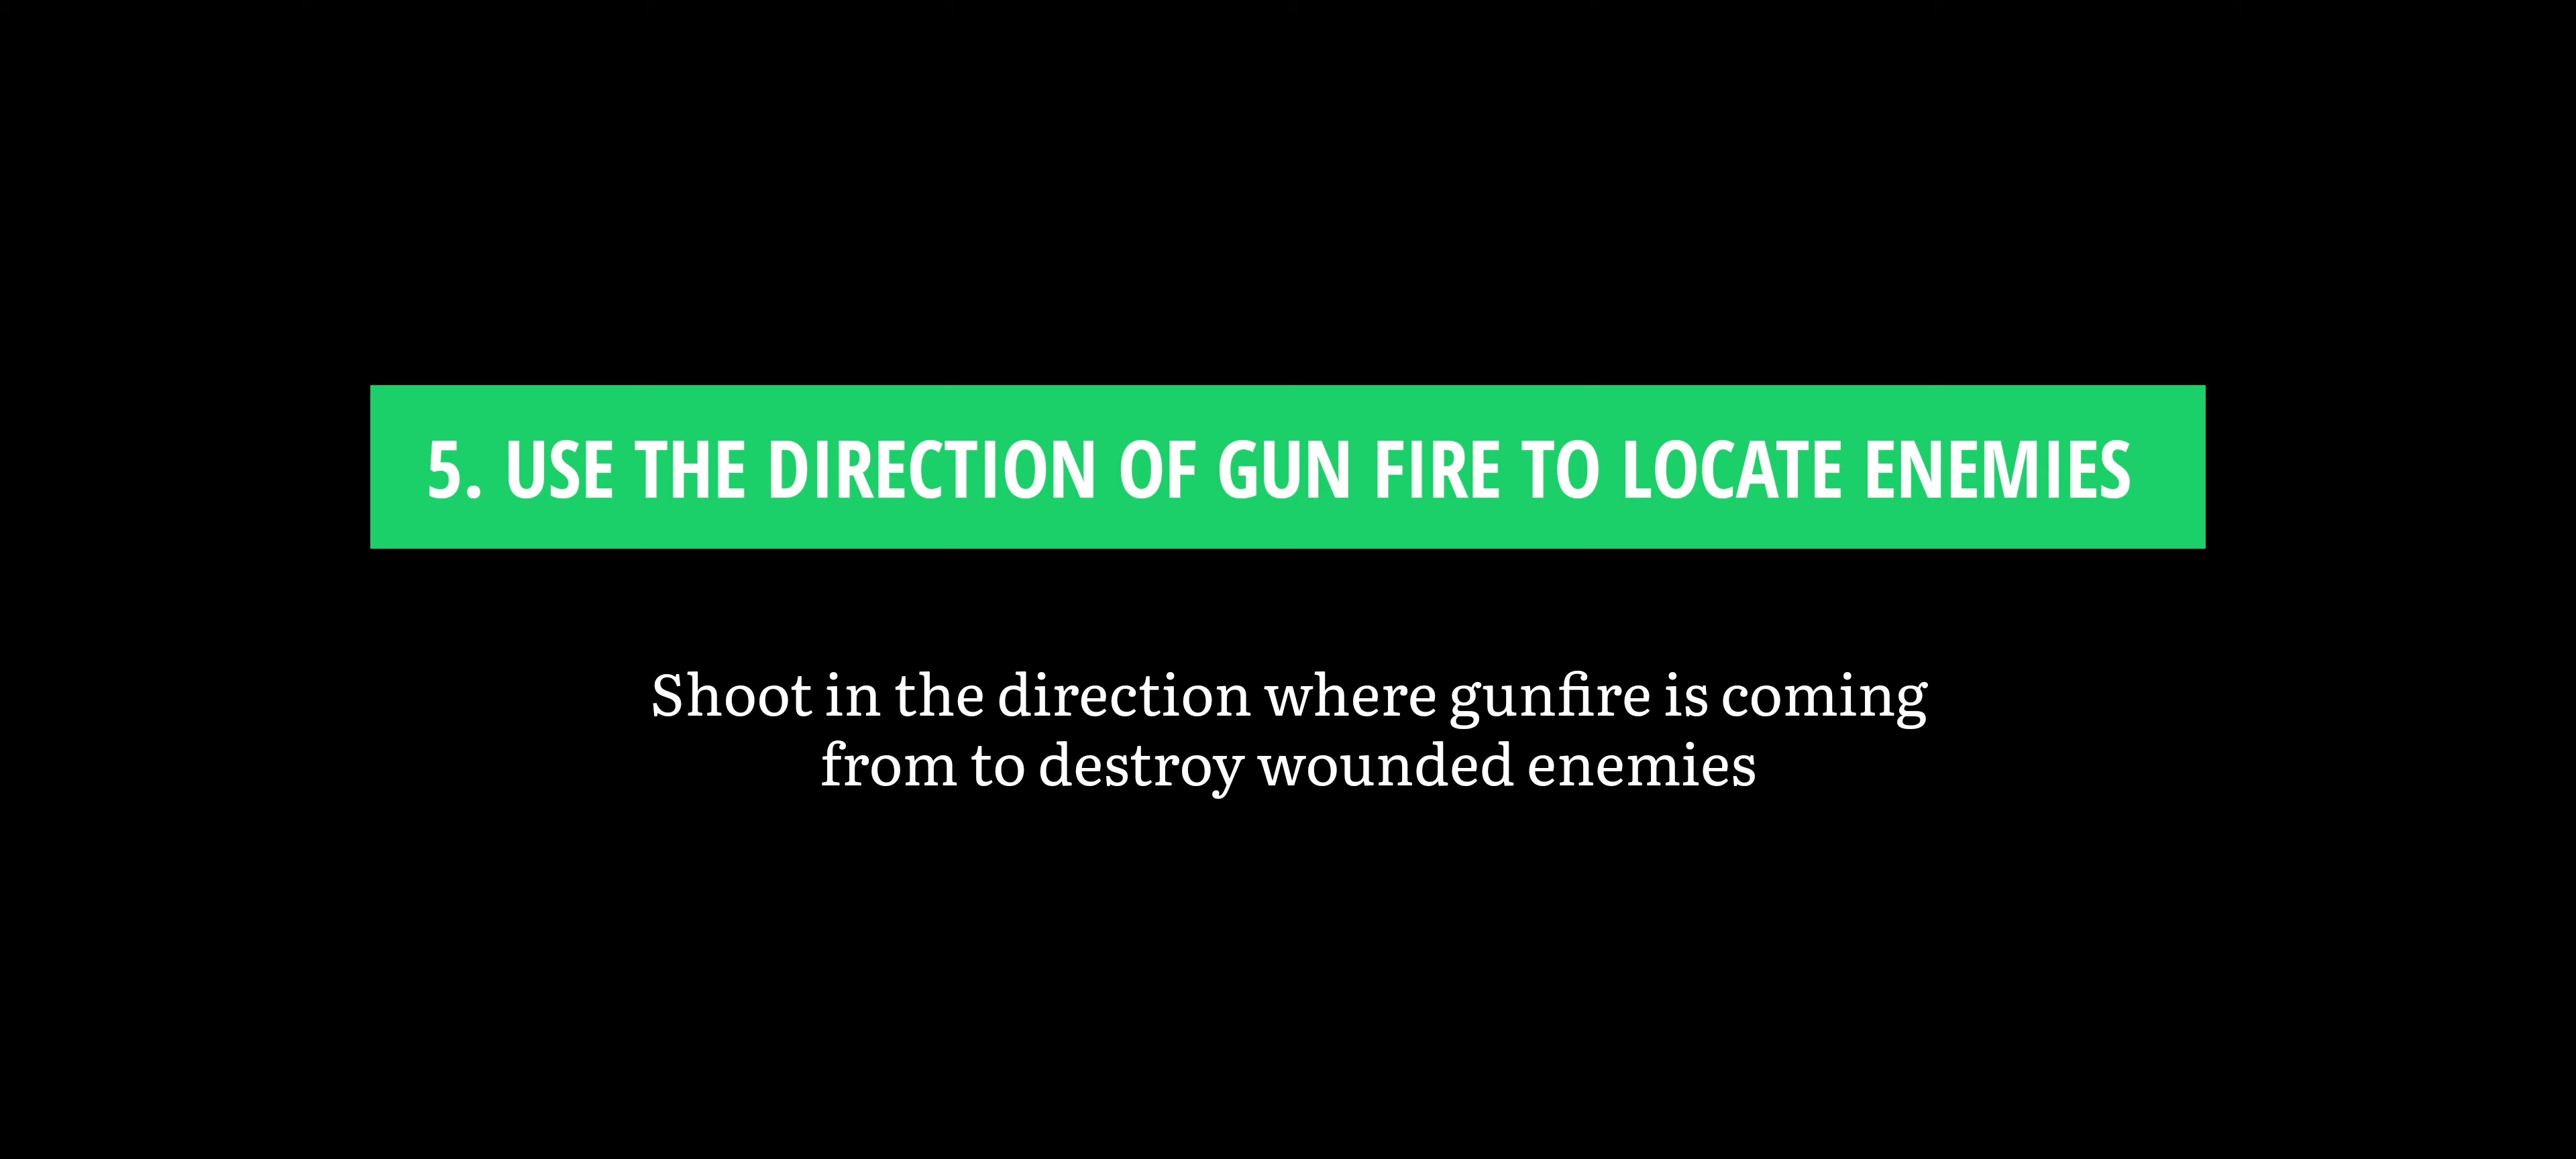 5. USE THE DIRECTION OF GUN FIRE TO LOCATE ENEMIES
Shoot in the direction where gunfire is coming
from to destroy wounded enemies